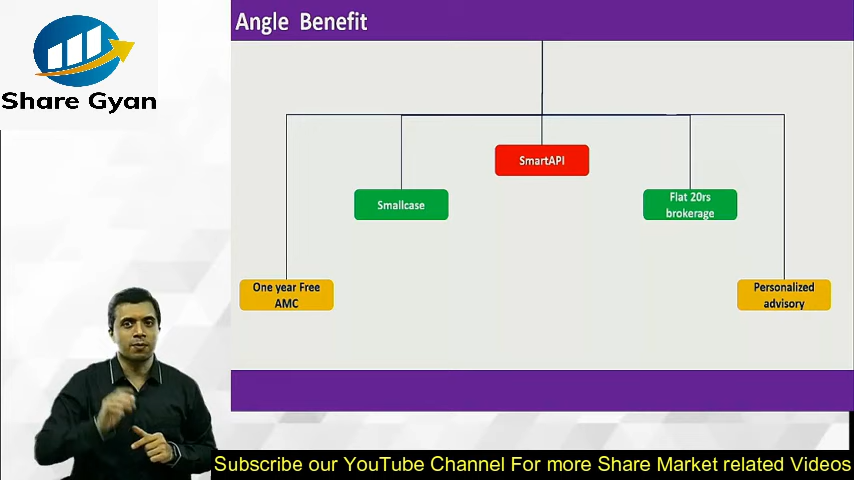 Share Gyan
Angle Benefit
SmartAPI
Smallcase
Flat 20rs
brokerage
One year Free
AMC
Personalized
advisory
Subscribe our YouTube Channel For more Share Market related Videos